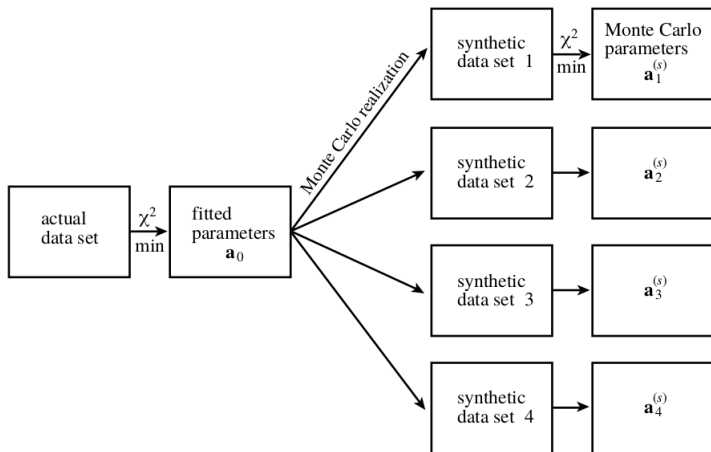 actual
data set
χ²
min
fitted
parameters
a₀
Monte Carlo realization
synthetic
data set 1
χ²
min
Monte Carlo
parameters
a₁⁽ˢ⁾
synthetic
data set 2
a₂⁽ˢ⁾
synthetic
data set 3
a₃⁽ˢ⁾
synthetic
data set 4
a₄⁽ˢ⁾